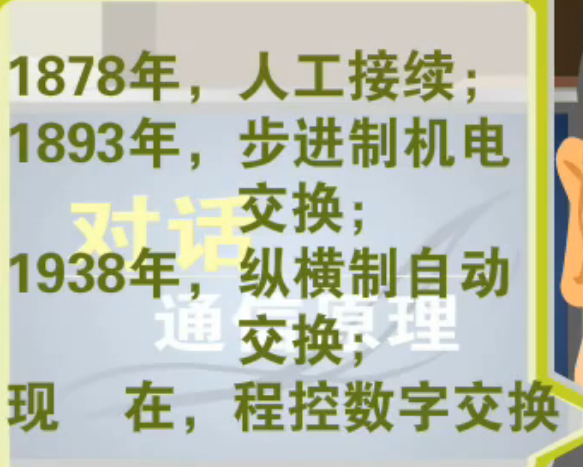 1878年，人工接续；
1893年，步进制机电
交换；
对话
1938年，纵横制自动
通信原理
交换；
现　在，程控数字交换